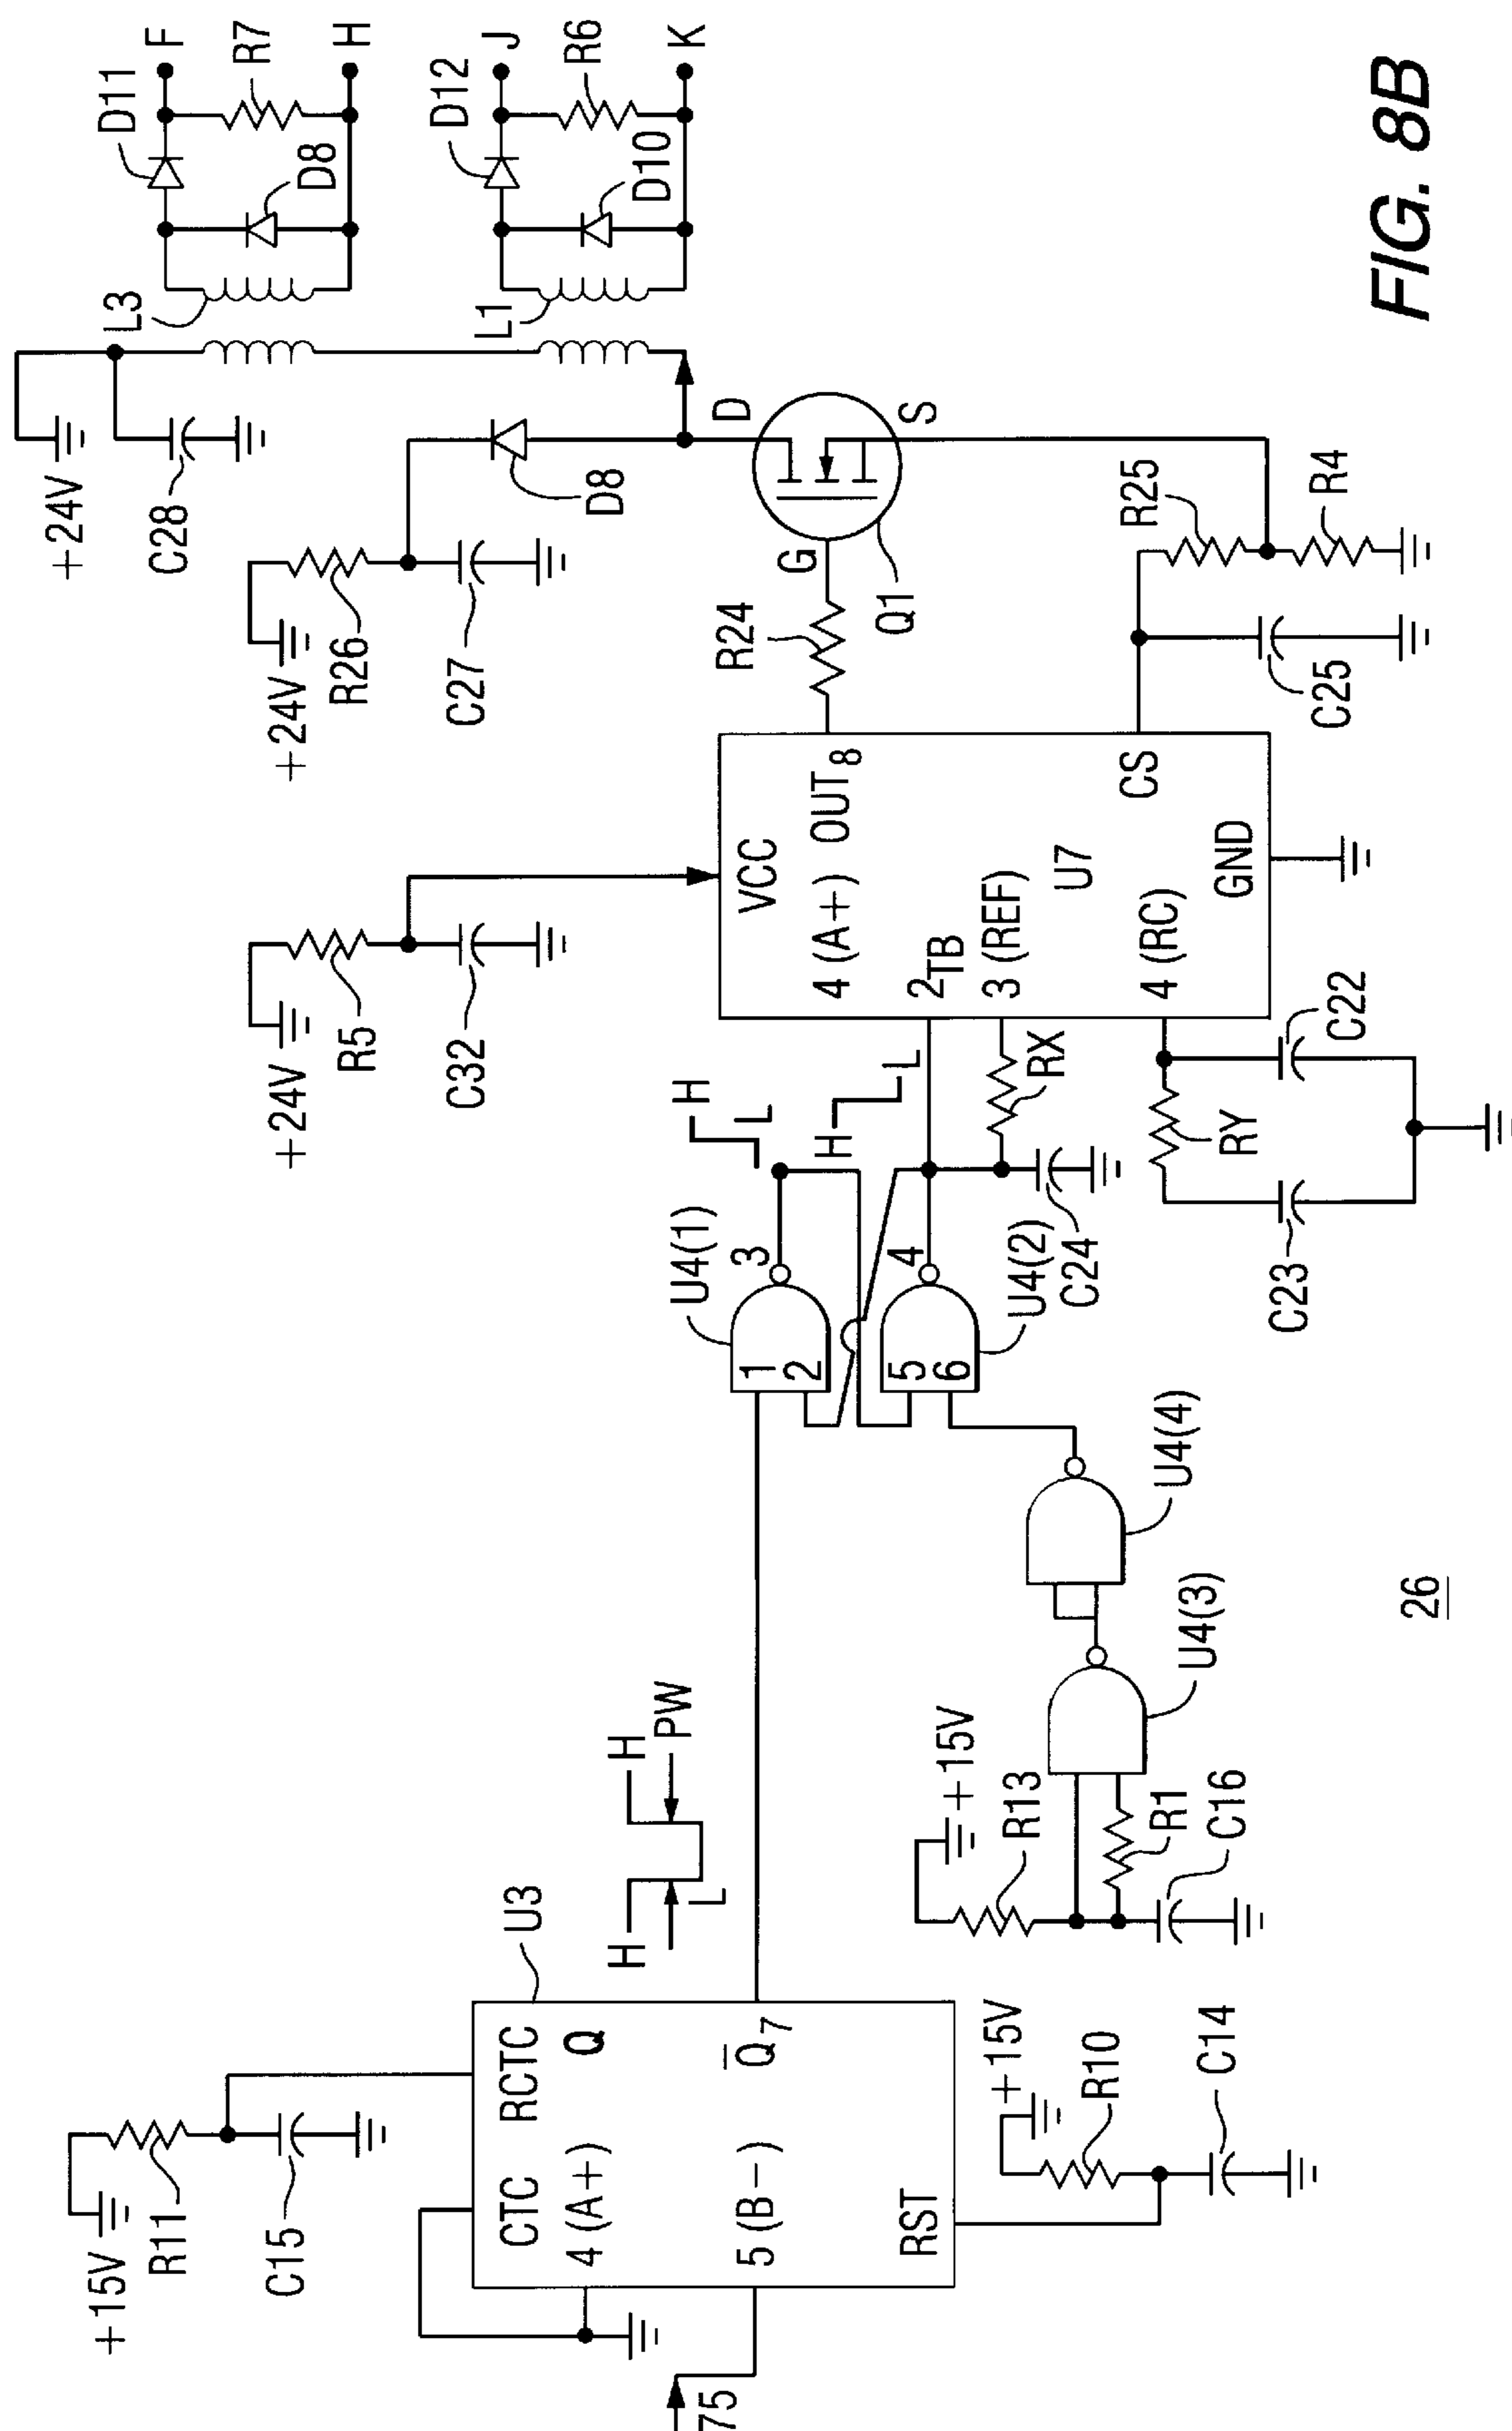 +15V
R11
C15
U3
CTC RCTC
4 (A+) Q
5 (B−) Q̅7
RST
75
H H
L
PW
+15V
R10
C14
+15V
R13
R1
C16
U4(3)
U4(4)
U4(1)
1
2
3
U4(2)
5
6
4
H
L
H
L
C24
RX
RY
C23
C22
+24V
R5
C32
VCC
4 (A+) OUT8
2TB
3 (REF)
U7
4 (RC)
CS
GND
+24V
R26
C27
D8
R24
G
D
S
Q1
R25
R4
C25
+24V
C28
L3
L1
D11
D8
R7
F
H
D12
D10
R6
J
K
26
FIG. 8B